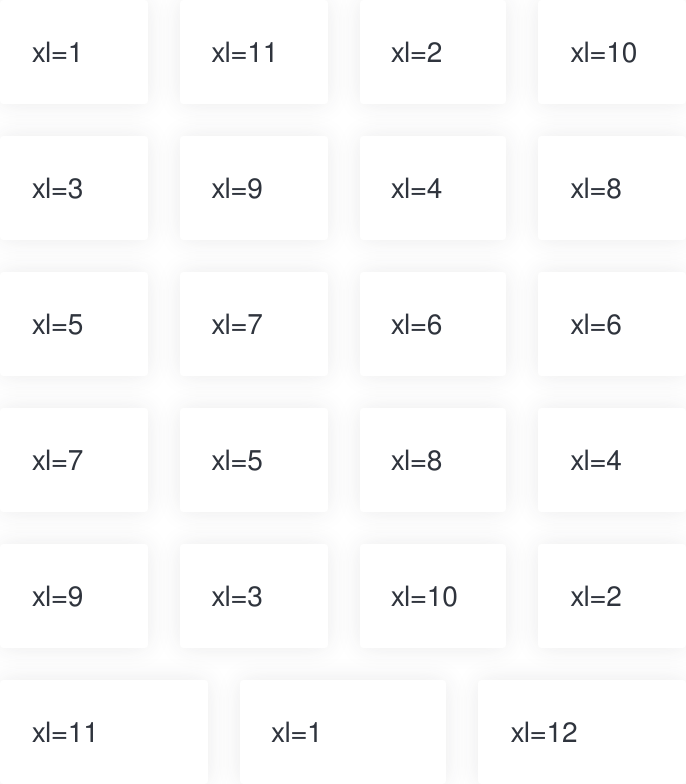 xl=1 xl=11 xl=2 xl=10
xl=3 xl=9 xl=4 xl=8
xl=5 xl=7 xl=6 xl=6
xl=7 xl=5 xl=8 xl=4
xl=9 xl=3 xl=10 xl=2
xl=11 xl=1 xl=12